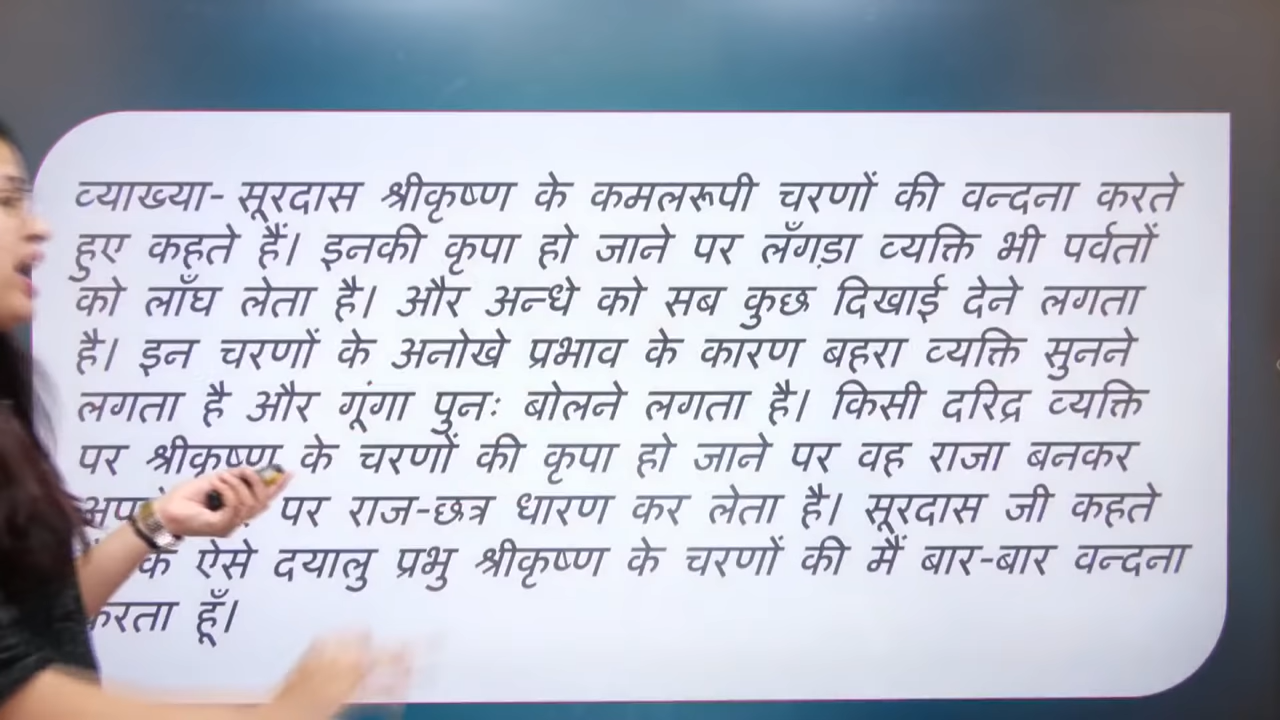 व्याख्या- सूरदास श्रीकृष्ण के कमलरूपी चरणों की वन्दना करते
हुए कहते हैं। इनकी कृपा हो जाने पर लँगड़ा व्यक्ति भी पर्वतों
को लाँघ लेता है। और अन्धे को सब कुछ दिखाई देने लगता
है। इन चरणों के अनोखे प्रभाव के कारण बहरा व्यक्ति सुनने
लगता है और गूंगा पुनः बोलने लगता है। किसी दरिद्र व्यक्ति
पर श्रीकृष्ण के चरणों की कृपा हो जाने पर वह राजा बनकर
पर राज-छत्र धारण कर लेता है। सूरदास जी कहते
ऐसे दयालु प्रभु श्रीकृष्ण के चरणों की मैं बार-बार वन्दना
करता हूँ।